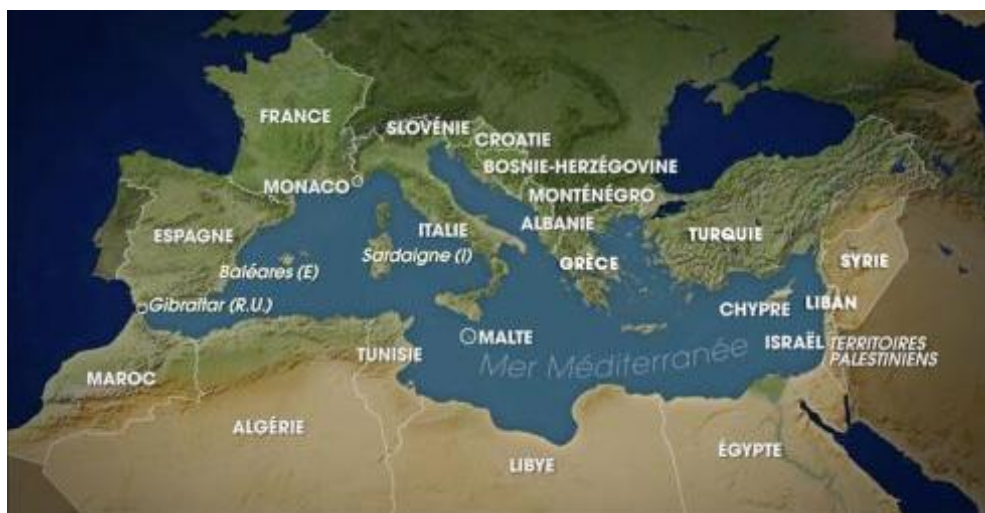 FRANCE
SLOVÉNIE
CROATIE
BOSNIE-HERZÉGOVINE
MONACO
MONTÉNÉGRO
ITALIE
ALBANIE
ESPAGNE
TURQUIE
Sardaigne (I)
GRÈCE
SYRIE
Baléares (E)
Gibraltar (R.U.)
CHYPRE
LIBAN
MALTE
ISRAËL
TERRITOIRES
PALESTINIENS
TUNISIE
Mer Méditerranée
MAROC
ALGÉRIE
ÉGYPTE
LIBYE